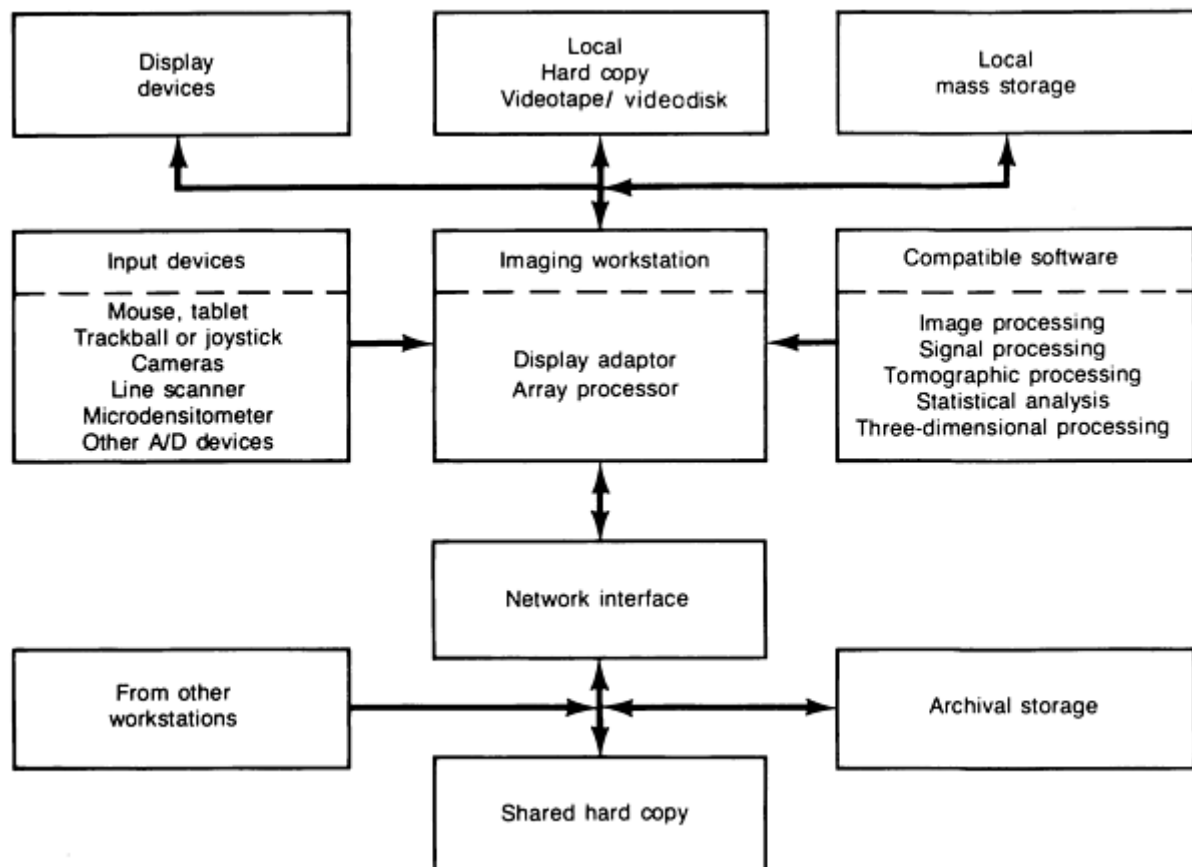 Display
devices
Local
Hard copy
Videotape/ videodisk
Local
mass storage
Input devices
Mouse, tablet
Trackball or joystick
Cameras
Line scanner
Microdensitometer
Other A/D devices
Imaging workstation
Display adaptor
Array processor
Compatible software
Image processing
Signal processing
Tomographic processing
Statistical analysis
Three-dimensional processing
Network interface
From other
workstations
Archival storage
Shared hard copy